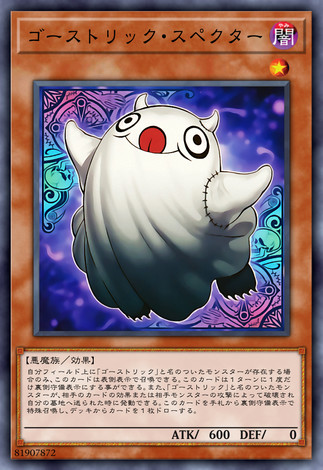 ゴーストリック・スペクター
やみ
闇
【悪魔族／効果】
自分フィールド上に「ゴーストリック」と名のついたモンスターが存在する場
合のみ、このカードは表側表示で召喚できる。このカードは１ターンに１度だ
け裏側守備表示にする事ができる。また、「ゴーストリック」と名のついたモン
スターが、相手のカードの効果または相手モンスターの攻撃によって破壊され
自分の墓地へ送られた時に発動できる。このカードを手札から裏側守備表示で
特殊召喚し、デッキからカードを１枚ドローする。
ATK/ 600 DEF/ 0
81907872